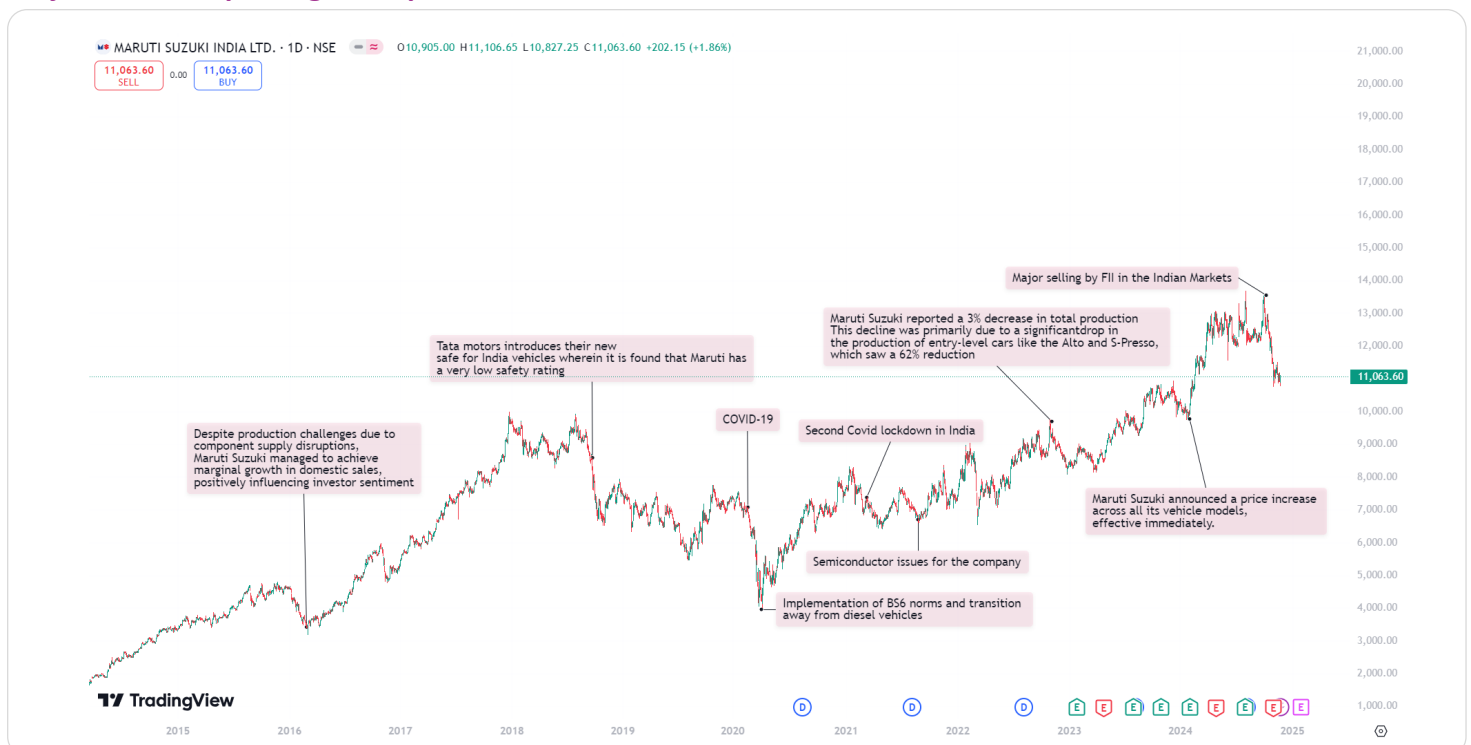 MARUTI SUZUKI INDIA LTD. · 1D · NSE O10,905.00 H11,106.65 L10,827.25 C11,063.60 +202.15 (+1.86%)
11,063.60
SELL
0.00
11,063.60
BUY
21,000.00
20,000.00
19,000.00
18,000.00
17,000.00
16,000.00
15,000.00
14,000.00
13,000.00
12,000.00
11,063.60
10,000.00
9,000.00
8,000.00
7,000.00
6,000.00
5,000.00
4,000.00
3,000.00
2,000.00
1,000.00
Major selling by FII in the Indian Markets
Maruti Suzuki reported a 3% decrease in total production
This decline was primarily due to a significantdrop in
the production of entry-level cars like the Alto and S-Presso,
which saw a 62% reduction
Tata motors introduces their new
safe for India vehicles wherein it is found that Maruti has
a very low safety rating
COVID-19
Second Covid lockdown in India
Despite production challenges due to
component supply disruptions,
Maruti Suzuki managed to achieve
marginal growth in domestic sales,
positively influencing investor sentiment
Maruti Suzuki announced a price increase
across all its vehicle models,
effective immediately.
Semiconductor issues for the company
Implementation of BS6 norms and transition
away from diesel vehicles
TradingView
D
D
D
E
E
E
E
E
E
E
E
E
2015
2016
2017
2018
2019
2020
2021
2022
2023
2024
2025